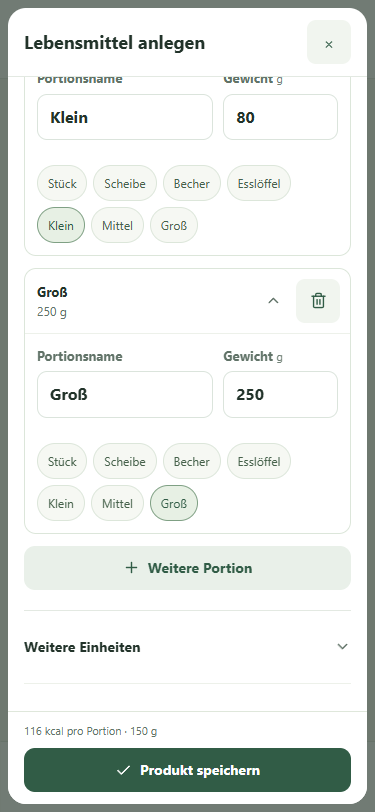 Lebensmittel anlegen
×
Portionsname Gewicht g
Klein 80
Stück Scheibe Becher Esslöffel
Klein Mittel Groß
Groß
250 g
Portionsname Gewicht g
Groß 250
Stück Scheibe Becher Esslöffel
Klein Mittel Groß
Weitere Portion
Weitere Einheiten
116 kcal pro Portion · 150 g
Produkt speichern